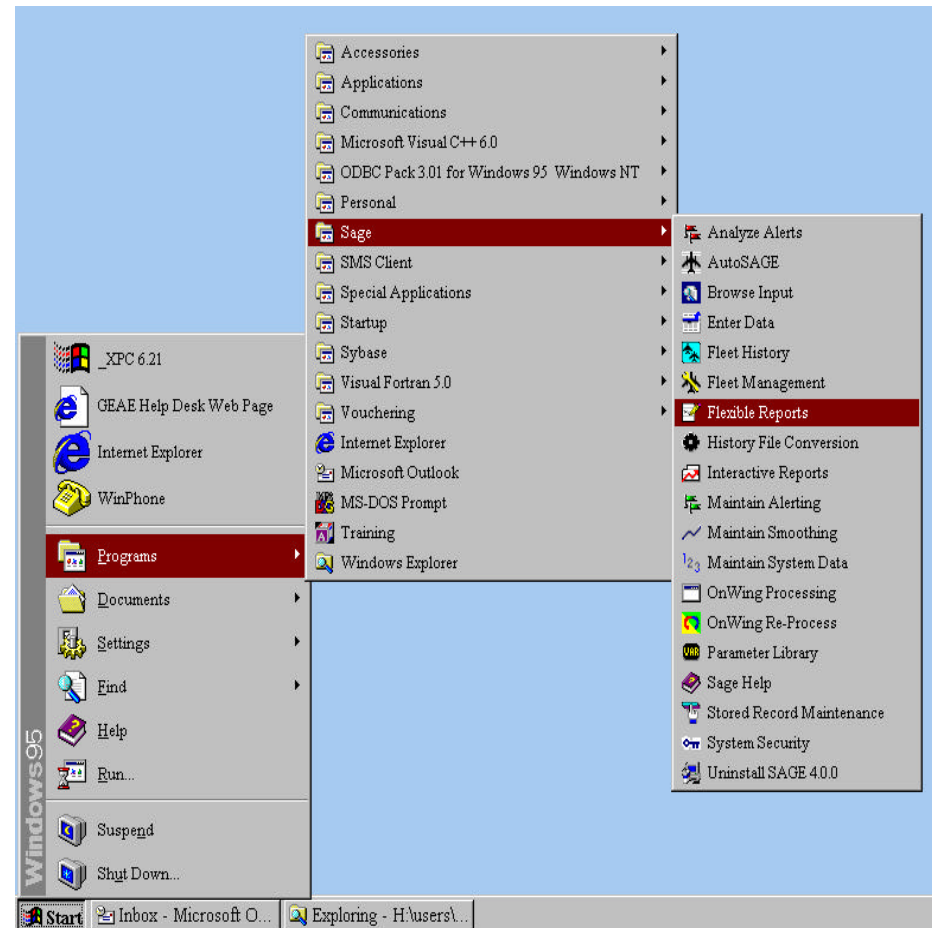 Accessories
Applications
Communications
Microsoft Visual C++ 6.0
ODBC Pack 3.01 for Windows 95 Windows NT
Personal
Sage
SMS Client
Special Applications
Startup
Sybase
Visual Fortran 5.0
Vouchering
Internet Explorer
Microsoft Outlook
MS-DOS Prompt
Training
Windows Explorer
Analyze Alerts
AutoSAGE
Browse Input
Enter Data
Fleet History
Fleet Management
Flexible Reports
History File Conversion
Interactive Reports
Maintain Alerting
Maintain Smoothing
123 Maintain System Data
OnWing Processing
OnWing Re-Process
VAR Parameter Library
Sage Help
Stored Record Maintenance
System Security
Uninstall SAGE 4.0.0
_XPC 6.21
GEAE Help Desk Web Page
Internet Explorer
WinPhone
Programs
Documents
Settings
Find
Help
Run...
Suspend
Shut Down...
Windows95
Start
Inbox - Microsoft O...
Exploring - H:\users\...